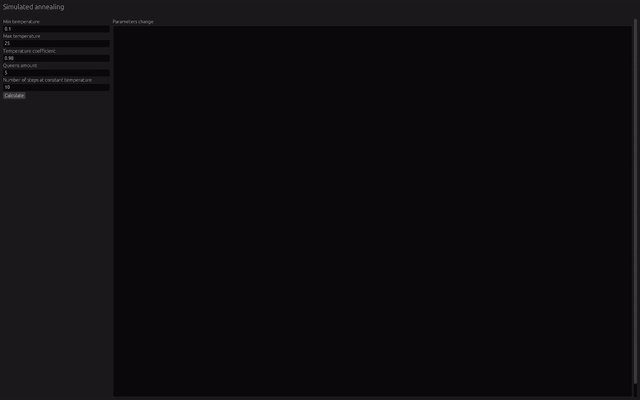 Simulated annealing
Min temperature
0.1
Max temperature
25
Temperature coefficient
0.98
Queens amount
5
Number of steps at constant temperature
10
Calculate
Parameters change